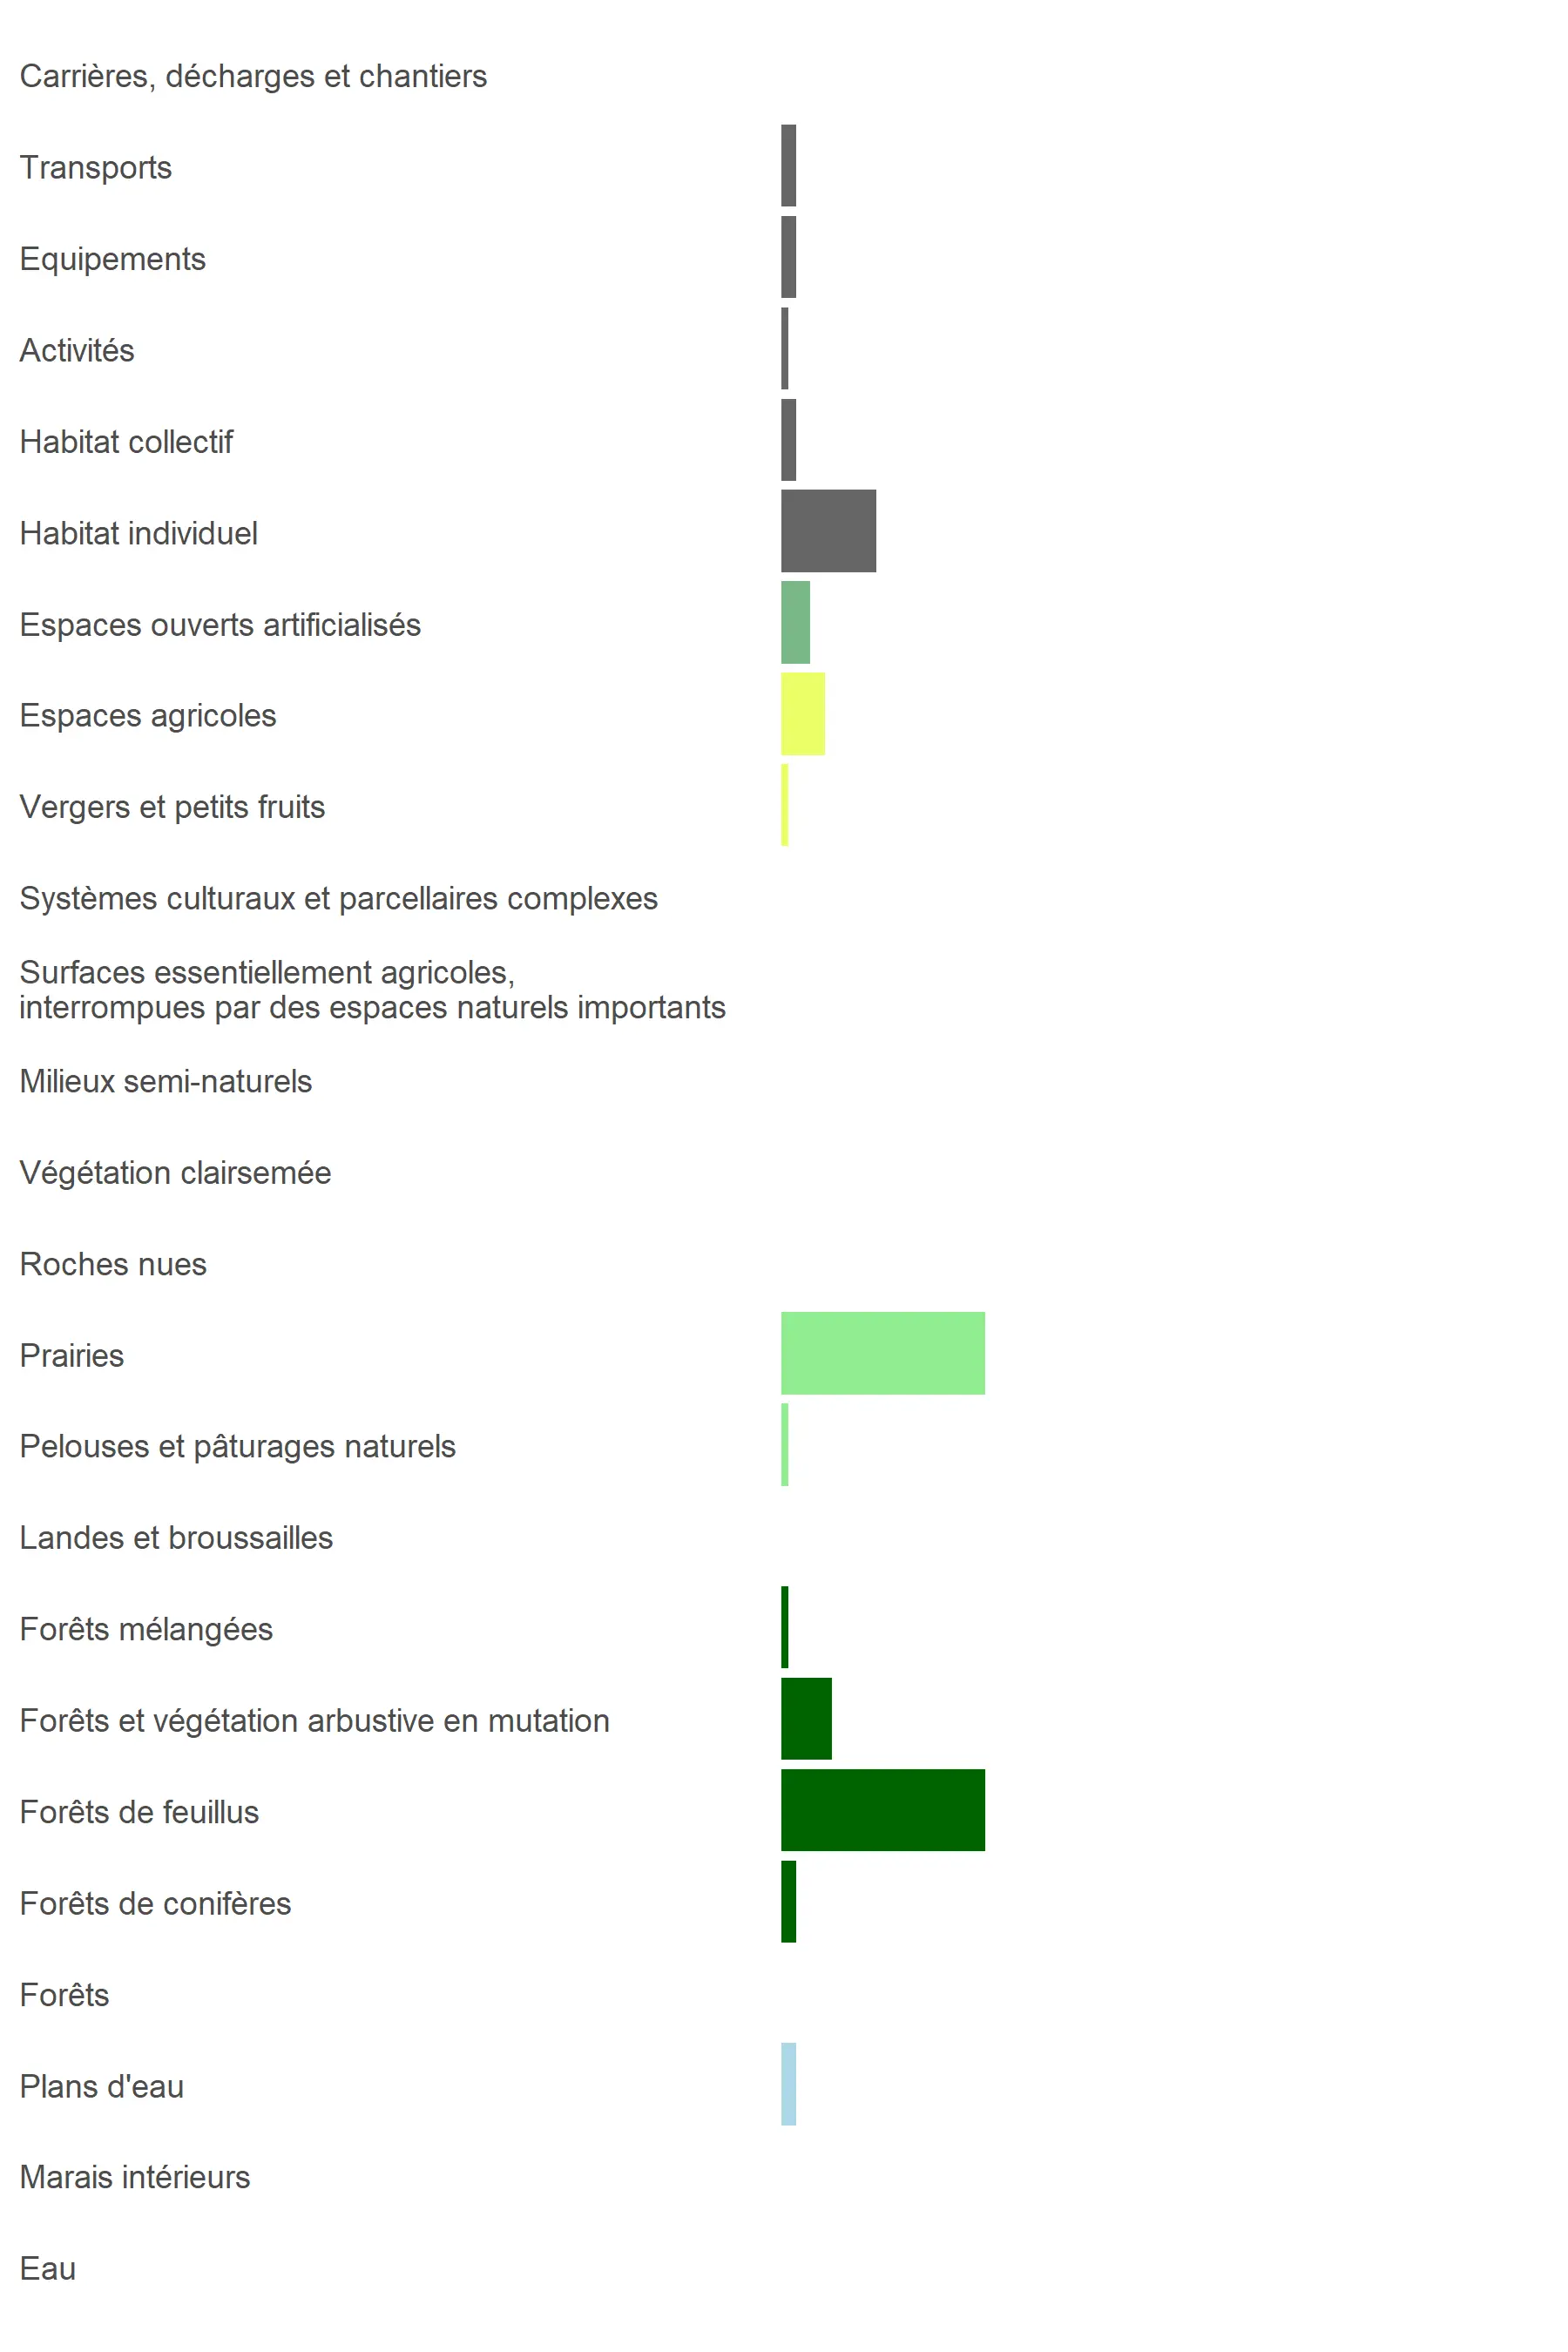 Carrières, décharges et chantiers
Transports
Equipements
Activités
Habitat collectif
Habitat individuel
Espaces ouverts artificialisés
Espaces agricoles
Vergers et petits fruits
Systèmes culturaux et parcellaires complexes
Surfaces essentiellement agricoles,
interrompues par des espaces naturels importants
Milieux semi-naturels
Végétation clairsemée
Roches nues
Prairies
Pelouses et pâturages naturels
Landes et broussailles
Forêts mélangées
Forêts et végétation arbustive en mutation
Forêts de feuillus
Forêts de conifères
Forêts
Plans d'eau
Marais intérieurs
Eau